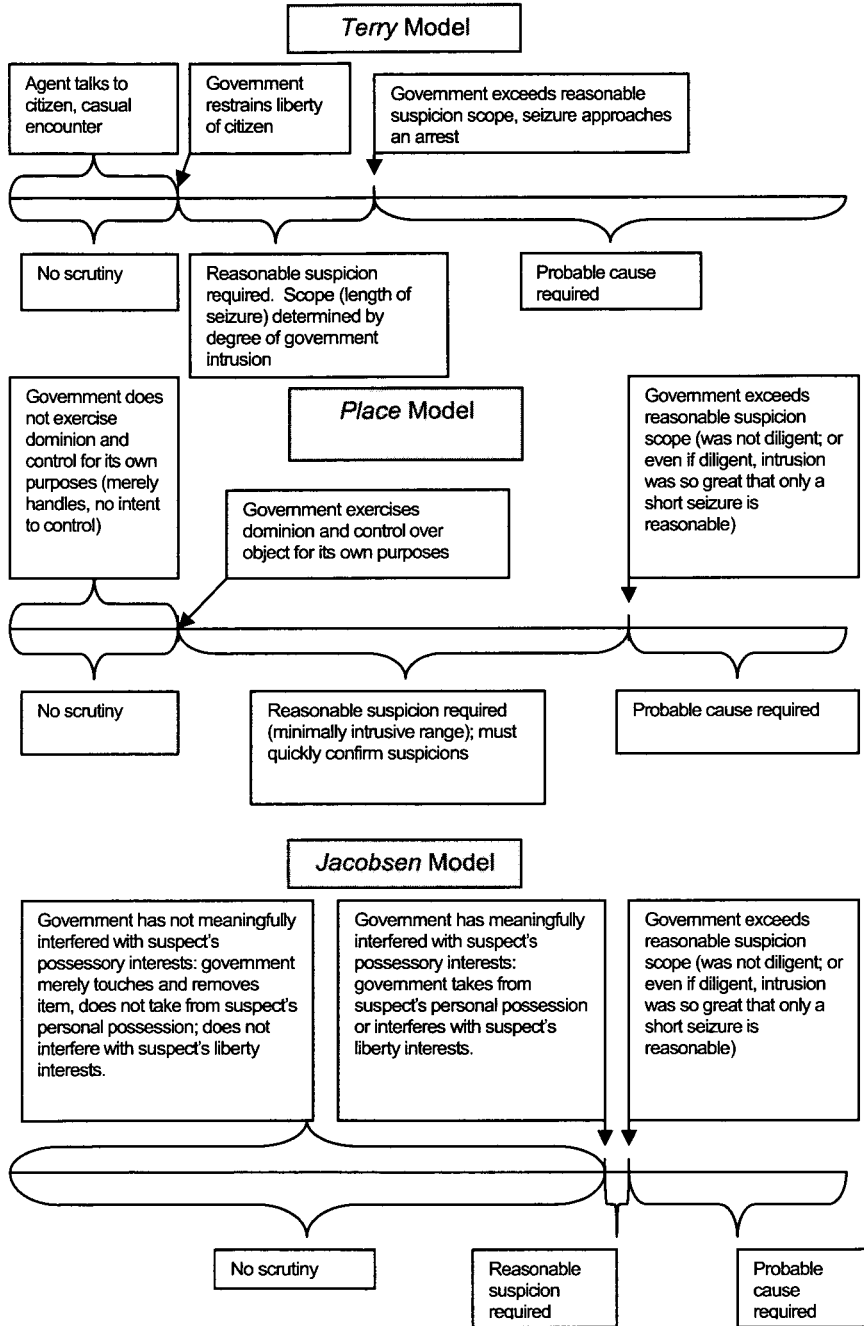 Terry Model
Agent talks to
citizen, casual
encounter
Government
restrains liberty
of citizen
Government exceeds reasonable
suspicion scope, seizure approaches
an arrest
No scrutiny
Reasonable suspicion
required. Scope (length of
seizure) determined by
degree of government
intrusion
Probable cause
required
Government does
not exercise
dominion and
control for its own
purposes (merely
handles, no intent
to control)
Place Model
Government exercises
dominion and control over
object for its own purposes
Government exceeds
reasonable suspicion
scope (was not diligent; or
even if diligent, intrusion
was so great that only a
short seizure is
reasonable)
No scrutiny
Reasonable suspicion required
(minimally intrusive range); must
quickly confirm suspicions
Probable cause required
Jacobsen Model
Government has not meaningfully
interfered with suspect's
possessory interests: government
merely touches and removes
item, does not take from suspect's
personal possession; does not
interfere with suspect's liberty
interests.
Government has meaningfully
interfered with suspect's
possessory interests:
government takes from
suspect's personal possession
or interferes with suspect's
liberty interests.
Government exceeds
reasonable suspicion
scope (was not diligent; or
even if diligent, intrusion
was so great that only a
short seizure is
reasonable)
No scrutiny
Reasonable
suspicion
required
Probable
cause
required